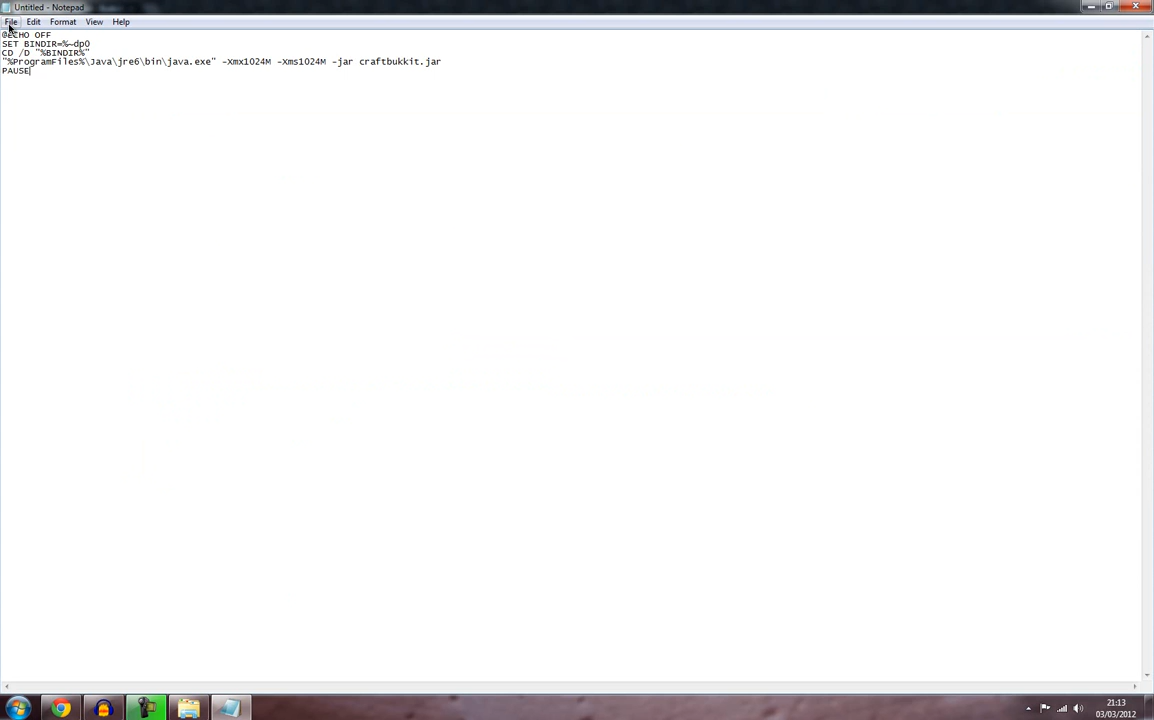 Untitled - Notepad
File Edit Format View Help
@ECHO OFF
SET BINDIR=%~dp0
CD /D "%BINDIR%"
"%ProgramFiles%\Java\jre6\bin\java.exe" -Xmx1024M -Xms1024M -jar craftbukkit.jar
PAUSE
21:13
03/03/2012